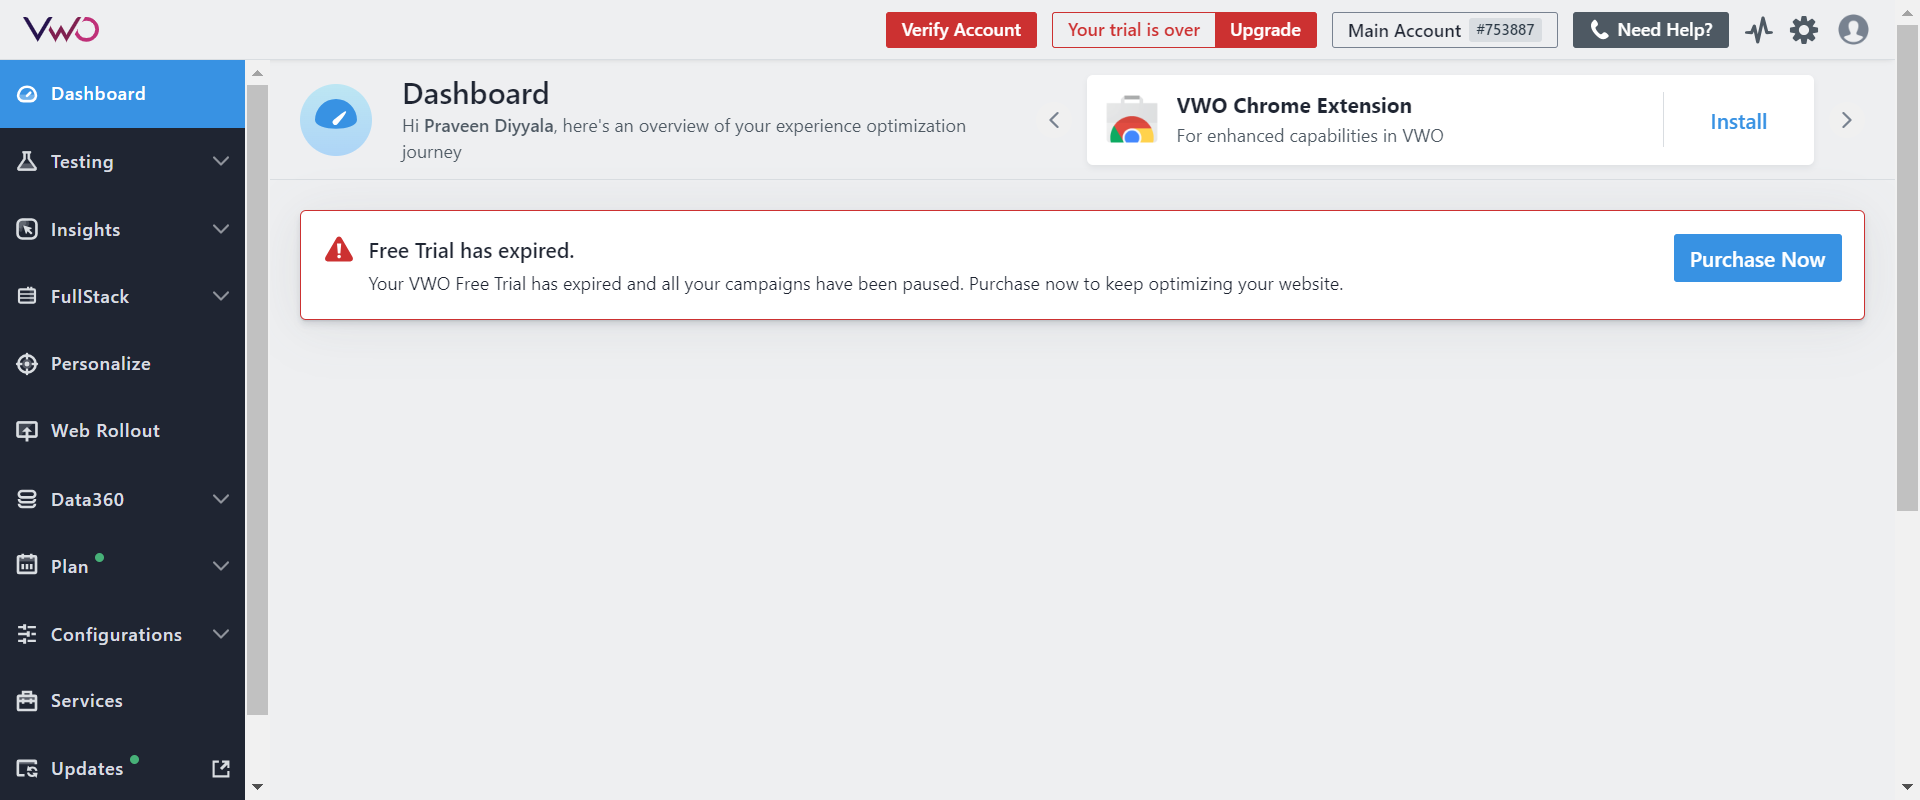 VWO
Verify Account
Your trial is over
Upgrade
Main Account #753887
Need Help?
Dashboard
Testing
Insights
FullStack
Personalize
Web Rollout
Data360
Plan
Configurations
Services
Updates
Dashboard
Hi Praveen Diyyala, here's an overview of your experience optimization
journey
VWO Chrome Extension
For enhanced capabilities in VWO
Install
Free Trial has expired.
Your VWO Free Trial has expired and all your campaigns have been paused. Purchase now to keep optimizing your website.
Purchase Now